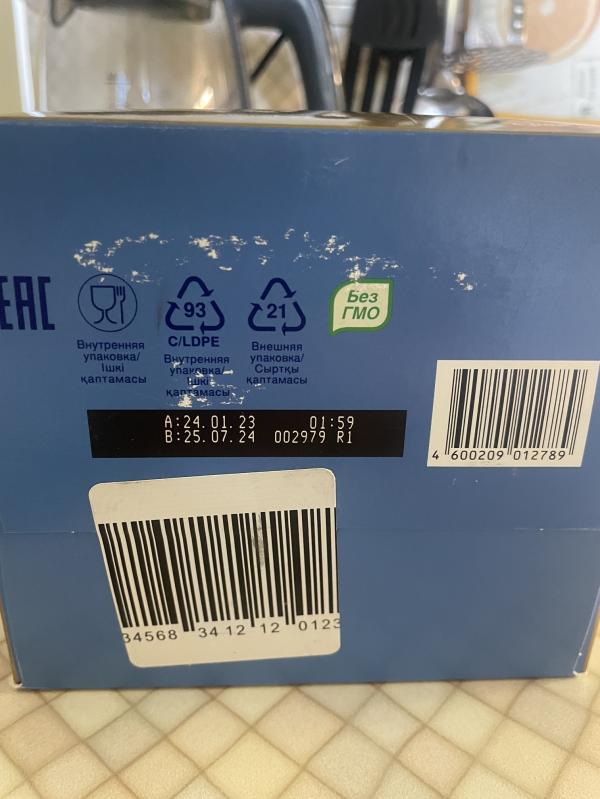 EAC
93
C/LDPE
21
Без
ГМО
Внутренняя
упаковка/
Ішкі
қаптамасы
Внутренняя
упаковка/
Ішкі
қаптамасы
Внешняя
упаковка/
Сыртқы
қаптамасы
A:24.01.23 01:59
B:25.07.24 002979 R1
4 600209 012789
34568 34 12 12 0123